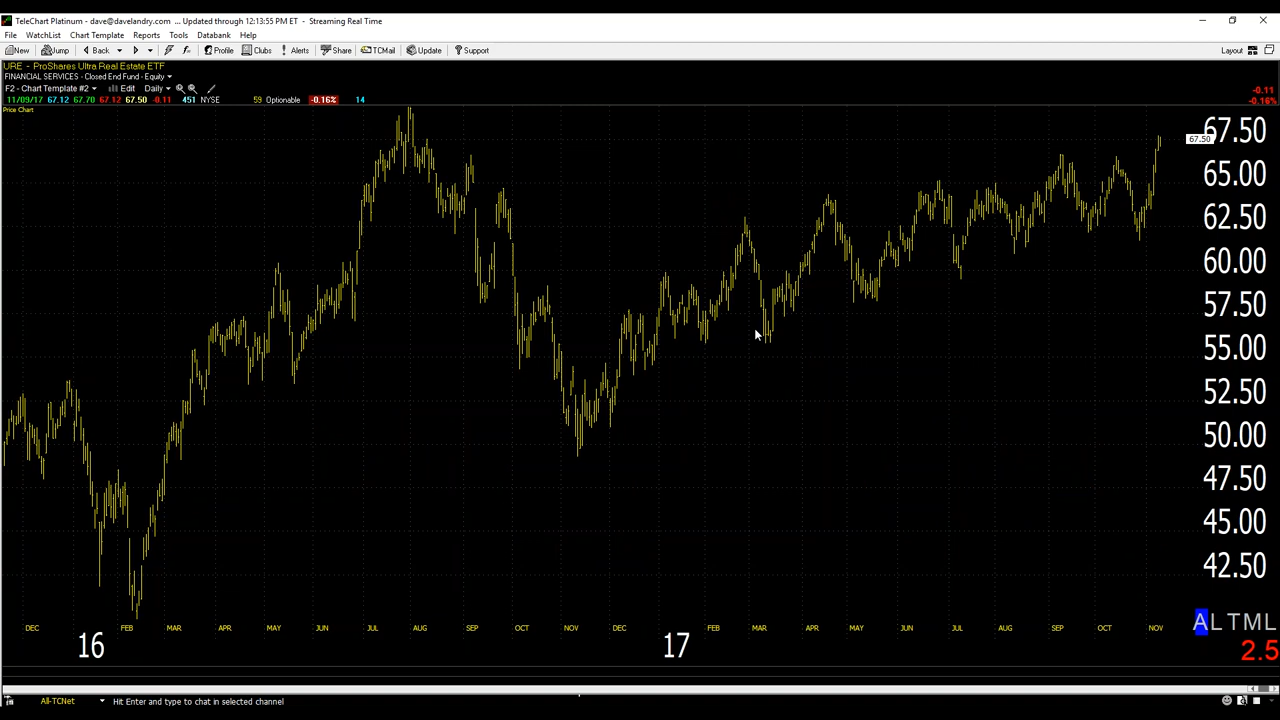 TeleChart Platinum - dave@davelandry.com ... Updated through 12:13:55 PM ET - Streaming Real Time
File WatchList Chart Template Reports Tools Databank Help
New Jump Back Profile Clubs Alerts Share TCMail Update Support Layout
URE - ProShares Ultra Real Estate ETF
FINANCIAL SERVICES - Closed End Fund - Equity
F2 - Chart Template #2 Edit Daily
11/09/17 67.12 67.70 67.12 67.50 -0.11 451 NYSE 59 Optionable -0.16% 14
-0.11
-0.16%
Price Chart
67.50
67.50
65.00
62.50
60.00
57.50
55.00
52.50
50.00
47.50
45.00
42.50
DEC FEB MAR APR MAY JUN JUL AUG SEP OCT NOV DEC FEB MAR APR MAY JUN JUL AUG SEP OCT NOV
16 17
ALTML
2.5
All-TCNet Hit Enter and type to chat in selected channel